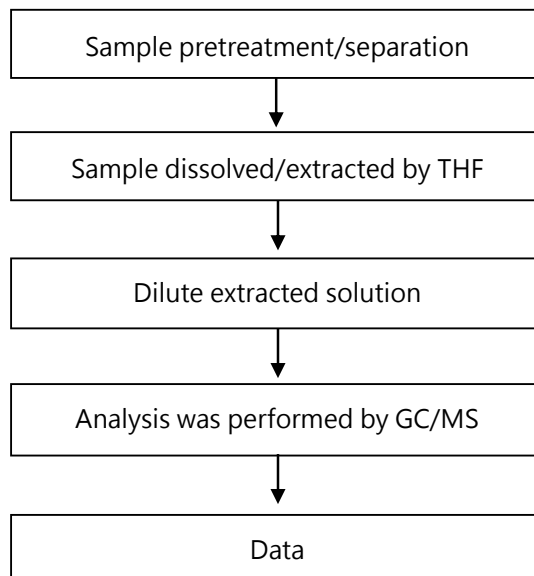 Sample pretreatment/separation
Sample dissolved/extracted by THF
Dilute extracted solution
Analysis was performed by GC/MS
Data